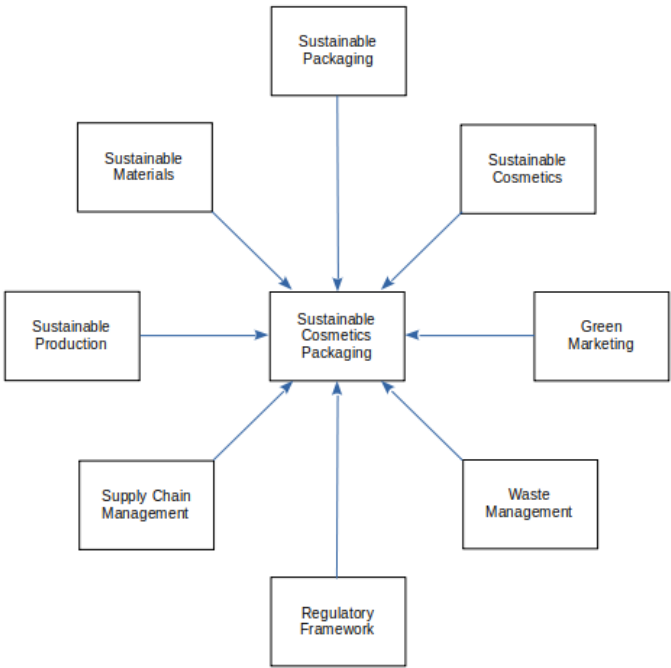 Sustainable
Packaging
Sustainable
Materials
Sustainable
Cosmetics
Sustainable
Production
Sustainable
Cosmetics
Packaging
Green
Marketing
Supply Chain
Management
Waste
Management
Regulatory
Framework